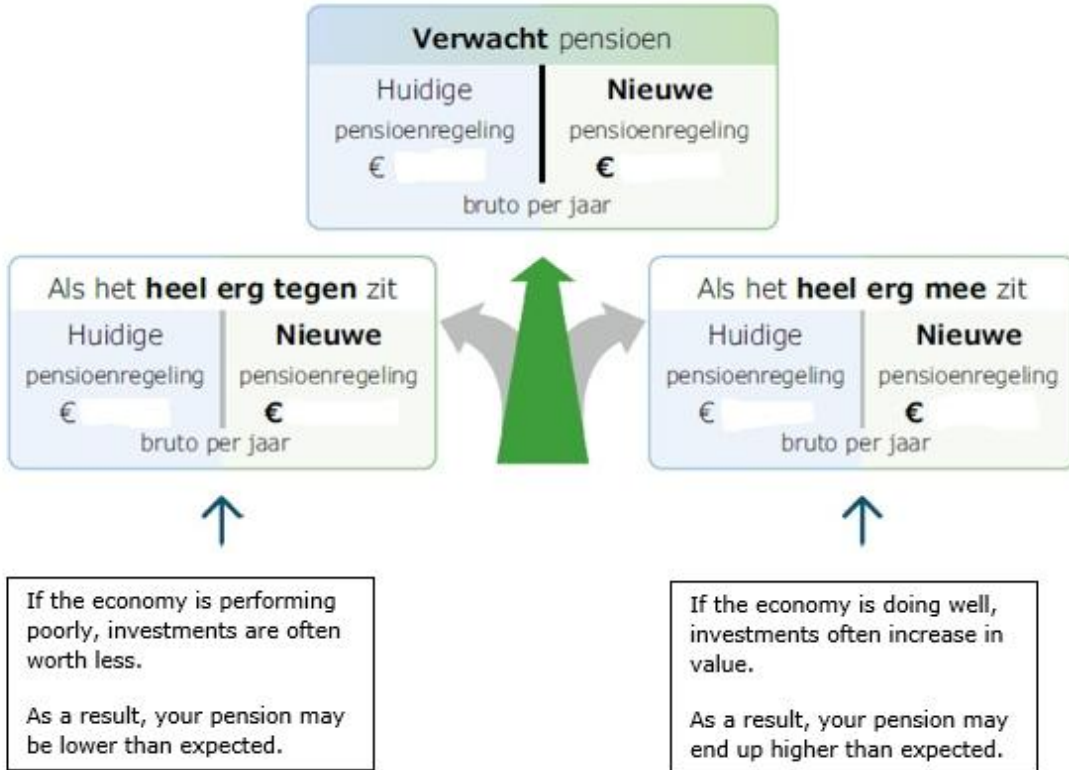 Verwacht pensioen
Huidige
pensioenregeling
€
Nieuwe
pensioenregeling
€
bruto per jaar
Als het heel erg tegen zit
Huidige
pensioenregeling
€
Nieuwe
pensioenregeling
€
bruto per jaar
Als het heel erg mee zit
Huidige
pensioenregeling
€
Nieuwe
pensioenregeling
€
bruto per jaar
If the economy is performing
poorly, investments are often
worth less.
As a result, your pension may
be lower than expected.
If the economy is doing well,
investments often increase in
value.
As a result, your pension may
end up higher than expected.